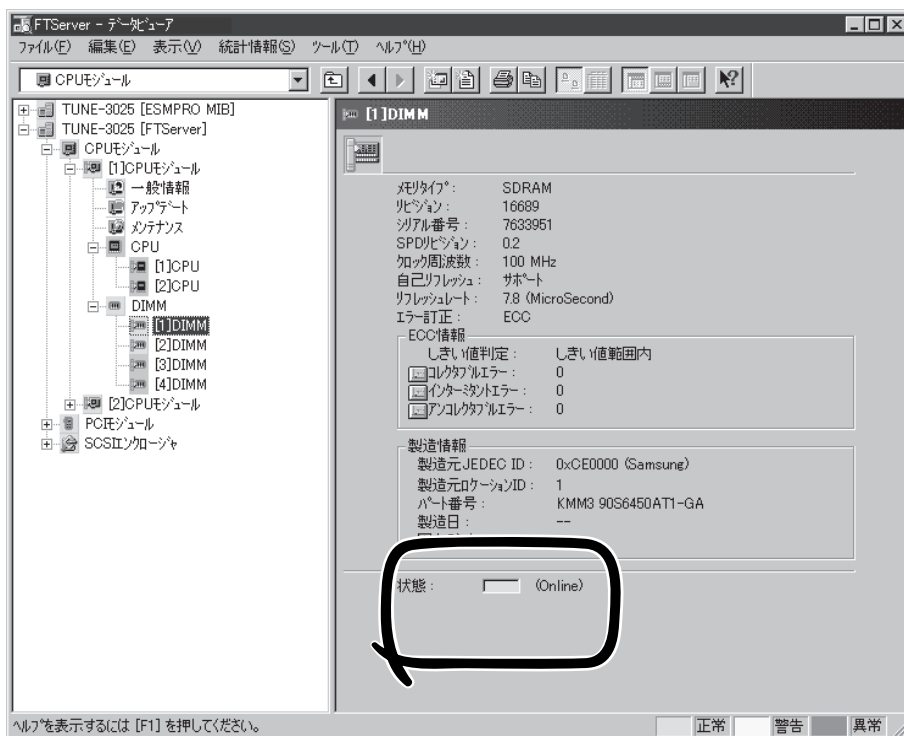 FTServer - データビューア
ファイル(F) 編集(E) 表示(V) 統計情報(S) ツール(T) ヘルプ(H)
CPUモジュール
TUNE-3025 [ESMPRO MIB]
TUNE-3025 [FTServer]
CPUモジュール
[1]CPUモジュール
一般情報
アップデート
メンテナンス
CPU
[1]CPU
[2]CPU
DIMM
[1]DIMM
[2]DIMM
[3]DIMM
[4]DIMM
[2]CPUモジュール
PCIモジュール
SCSIエンクロージャ
[1]DIMM
メモリタイプ: SDRAM
リビジョン: 16689
シリアル番号: 7633951
SPDリビジョン: 0.2
クロック周波数: 100 MHz
自己リフレッシュ: サポート
リフレッシュレート: 7.8 (MicroSecond)
エラー訂正: ECC
ECC情報
しきい値判定: しきい値範囲内
コレクタブルエラー: 0
インターミタントエラー: 0
アンコレクタブルエラー: 0
製造情報
製造元JEDEC ID: 0xCE0000 (Samsung)
製造元ロケーションID: 1
パート番号: KMM3 90S6450AT1-GA
製造日: --
状態: (Online)
ヘルプを表示するには [F1] を押してください。
正常 警告 異常